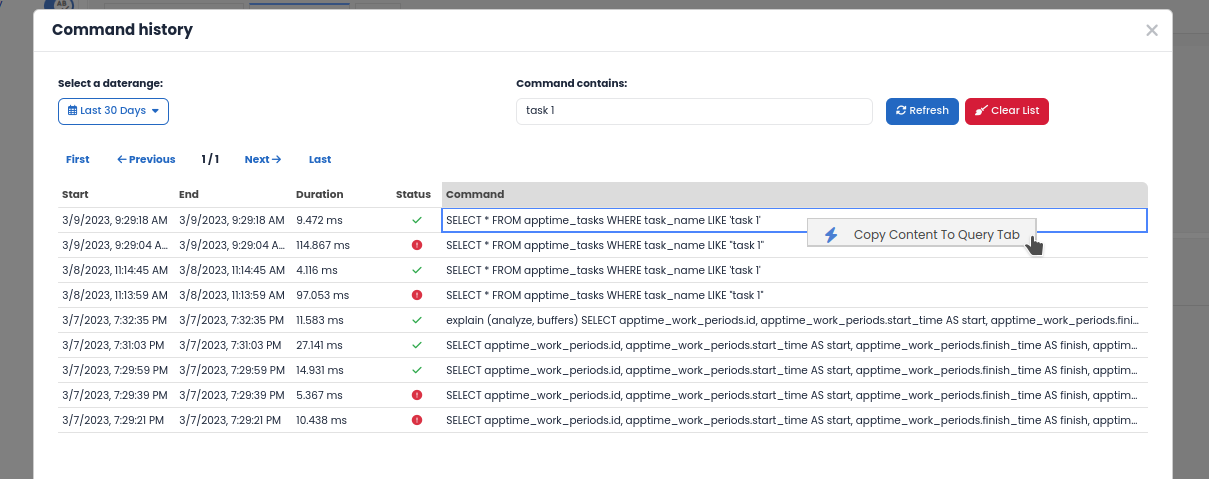 AB
Command history
Select a daterange:
Command contains:
Last 30 Days
task 1
Refresh
Clear List
First
Previous
1 / 1
Next
Last
Start End Duration Status Command
3/9/2023, 9:29:18 AM 3/9/2023, 9:29:18 AM 9.472 ms SELECT * FROM apptime_tasks WHERE task_name LIKE 'task 1'
Copy Content To Query Tab
3/9/2023, 9:29:04 A... 3/9/2023, 9:29:04 A... 114.867 ms SELECT * FROM apptime_tasks WHERE task_name LIKE "task 1"
3/8/2023, 11:14:45 AM 3/8/2023, 11:14:45 AM 4.116 ms SELECT * FROM apptime_tasks WHERE task_name LIKE 'task 1'
3/8/2023, 11:13:59 AM 3/8/2023, 11:13:59 AM 97.053 ms SELECT * FROM apptime_tasks WHERE task_name LIKE "task 1"
3/7/2023, 7:32:35 PM 3/7/2023, 7:32:35 PM 11.583 ms explain (analyze, buffers) SELECT apptime_work_periods.id, apptime_work_periods.start_time AS start, apptime_work_periods.fini...
3/7/2023, 7:31:03 PM 3/7/2023, 7:31:03 PM 27.141 ms SELECT apptime_work_periods.id, apptime_work_periods.start_time AS start, apptime_work_periods.finish_time AS finish, apptim...
3/7/2023, 7:29:59 PM 3/7/2023, 7:29:59 PM 14.931 ms SELECT apptime_work_periods.id, apptime_work_periods.start_time AS start, apptime_work_periods.finish_time AS finish, apptim...
3/7/2023, 7:29:39 PM 3/7/2023, 7:29:39 PM 5.367 ms SELECT apptime_work_periods.id, apptime_work_periods.start_time AS start, apptime_work_periods.finish_time AS finish, apptim...
3/7/2023, 7:29:21 PM 3/7/2023, 7:29:21 PM 10.438 ms SELECT apptime_work_periods.id, apptime_work_periods.start_time AS start, apptime_work_periods.finish_time AS finish, apptim...